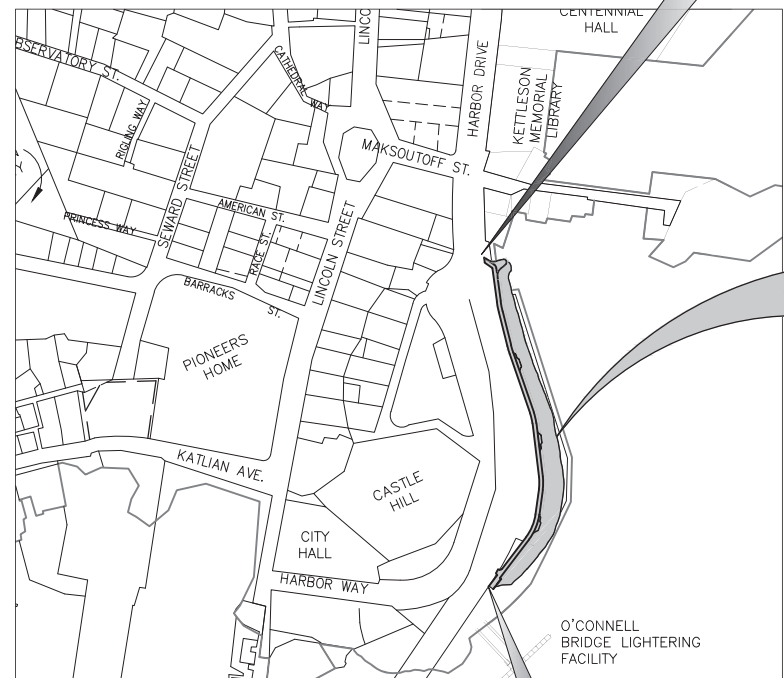 CENTENNIAL
HALL
LINCO
HARBOR DRIVE
KETTLESON
MEMORIAL
LIBRARY
BSERVATORY ST.
CATHEDRAL WAY
RIGLING WAY
MAKSOUTOFF ST.
SEWARD STREET
AMERICAN ST.
PRINCESS WAY
RACE ST.
LINCOLN STREET
BARRACKS
ST.
PIONEERS
HOME
KATLIAN AVE.
CASTLE
HILL
CITY
HALL
HARBOR WAY
O'CONNELL
BRIDGE LIGHTERING
FACILITY